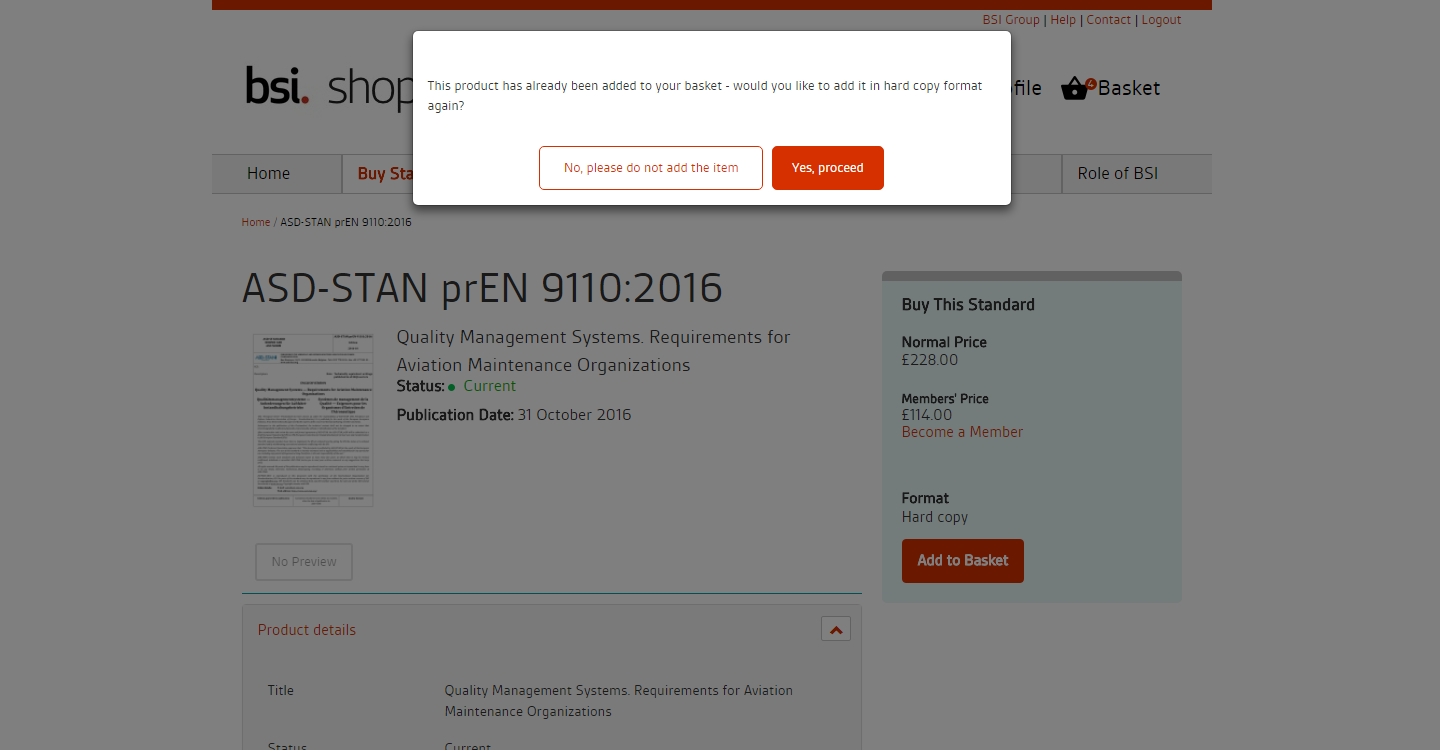 BSI Group | Help | Contact | Logout
This product has already been added to your basket - would you like to add it in hard copy format
again?
No, please do not add the item
Yes, proceed
bsi. shop
file
4
Basket
Home
Buy Sta
Role of BSI
Home / ASD-STAN prEN 9110:2016
ASD-STAN prEN 9110:2016
Quality Management Systems. Requirements for
Aviation Maintenance Organizations
Status: Current
Publication Date: 31 October 2016
No Preview
Buy This Standard
Normal Price
£228.00
Members' Price
£114.00
Become a Member
Format
Hard copy
Add to Basket
Product details
Title
Quality Management Systems. Requirements for Aviation
Maintenance Organizations
Status
Current